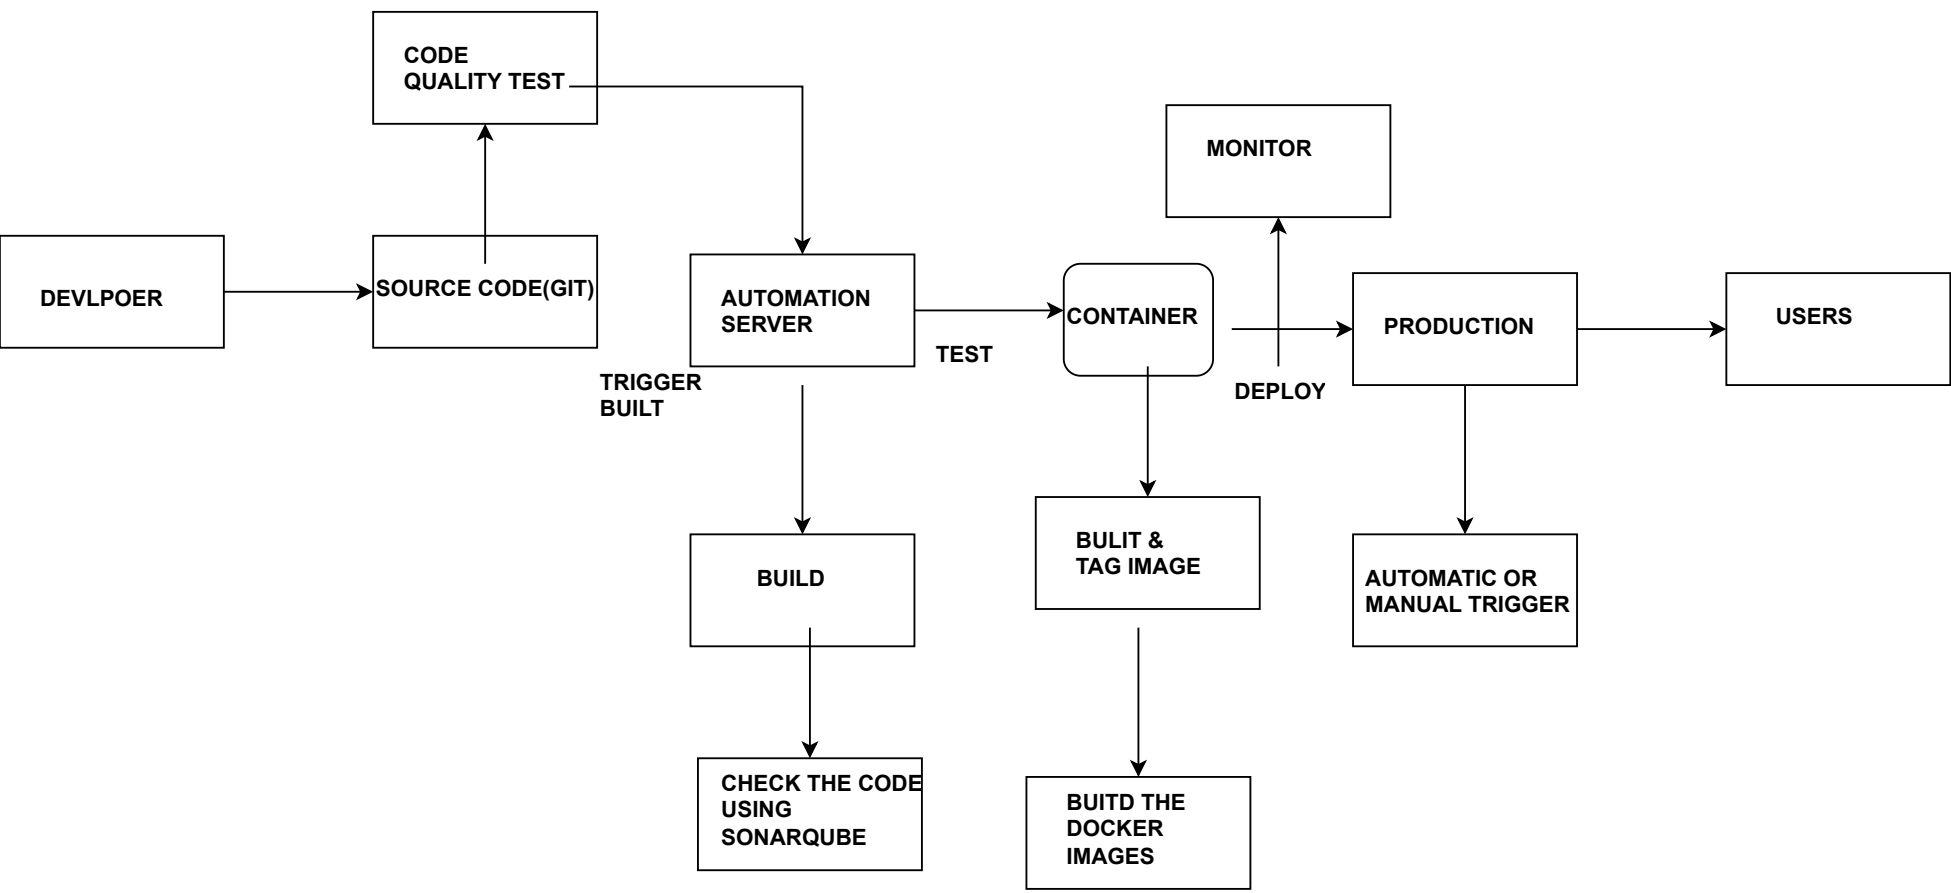 CODE
QUALITY TEST
MONITOR
DEVLPOER
SOURCE CODE(GIT)
AUTOMATION
SERVER
CONTAINER
PRODUCTION
USERS
TEST
TRIGGER
BUILT
DEPLOY
BUILD
BULIT &
TAG IMAGE
AUTOMATIC OR
MANUAL TRIGGER
CHECK THE CODE
USING
SONARQUBE
BUITD THE
DOCKER
IMAGES